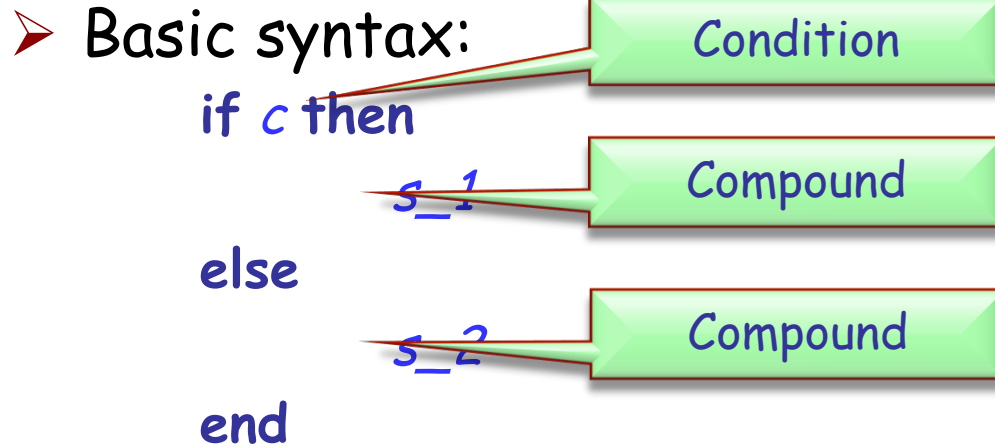 Basic syntax:
Condition
if c then
s_1
Compound
else
s_2
Compound
end